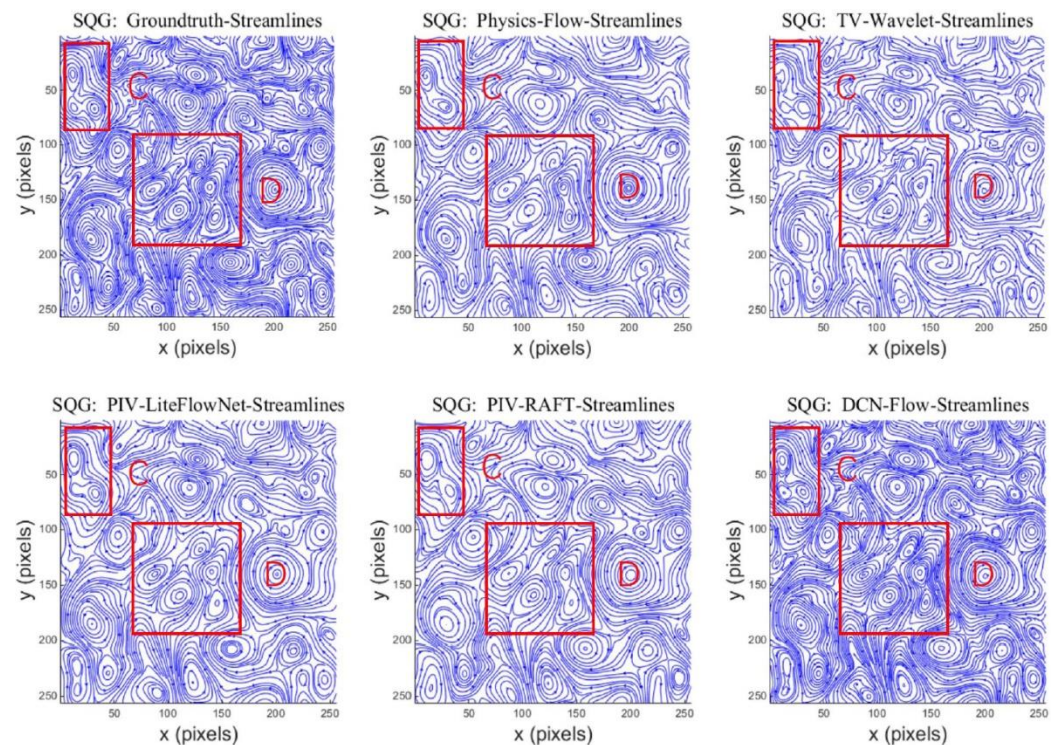 SQG: Groundtruth-Streamlines
C
D
50
100
150
200
250
50
100
150
200
250
y (pixels)
x (pixels)
SQG: Physics-Flow-Streamlines
C
D
50
100
150
200
250
50
100
150
200
250
y (pixels)
x (pixels)
SQG: TV-Wavelet-Streamlines
C
D
50
100
150
200
250
50
100
150
200
250
y (pixels)
x (pixels)
SQG: PIV-LiteFlowNet-Streamlines
C
D
50
100
150
200
250
50
100
150
200
250
y (pixels)
x (pixels)
SQG: PIV-RAFT-Streamlines
C
D
50
100
150
200
250
50
100
150
200
250
y (pixels)
x (pixels)
SQG: DCN-Flow-Streamlines
C
D
50
100
150
200
250
50
100
150
200
250
y (pixels)
x (pixels)